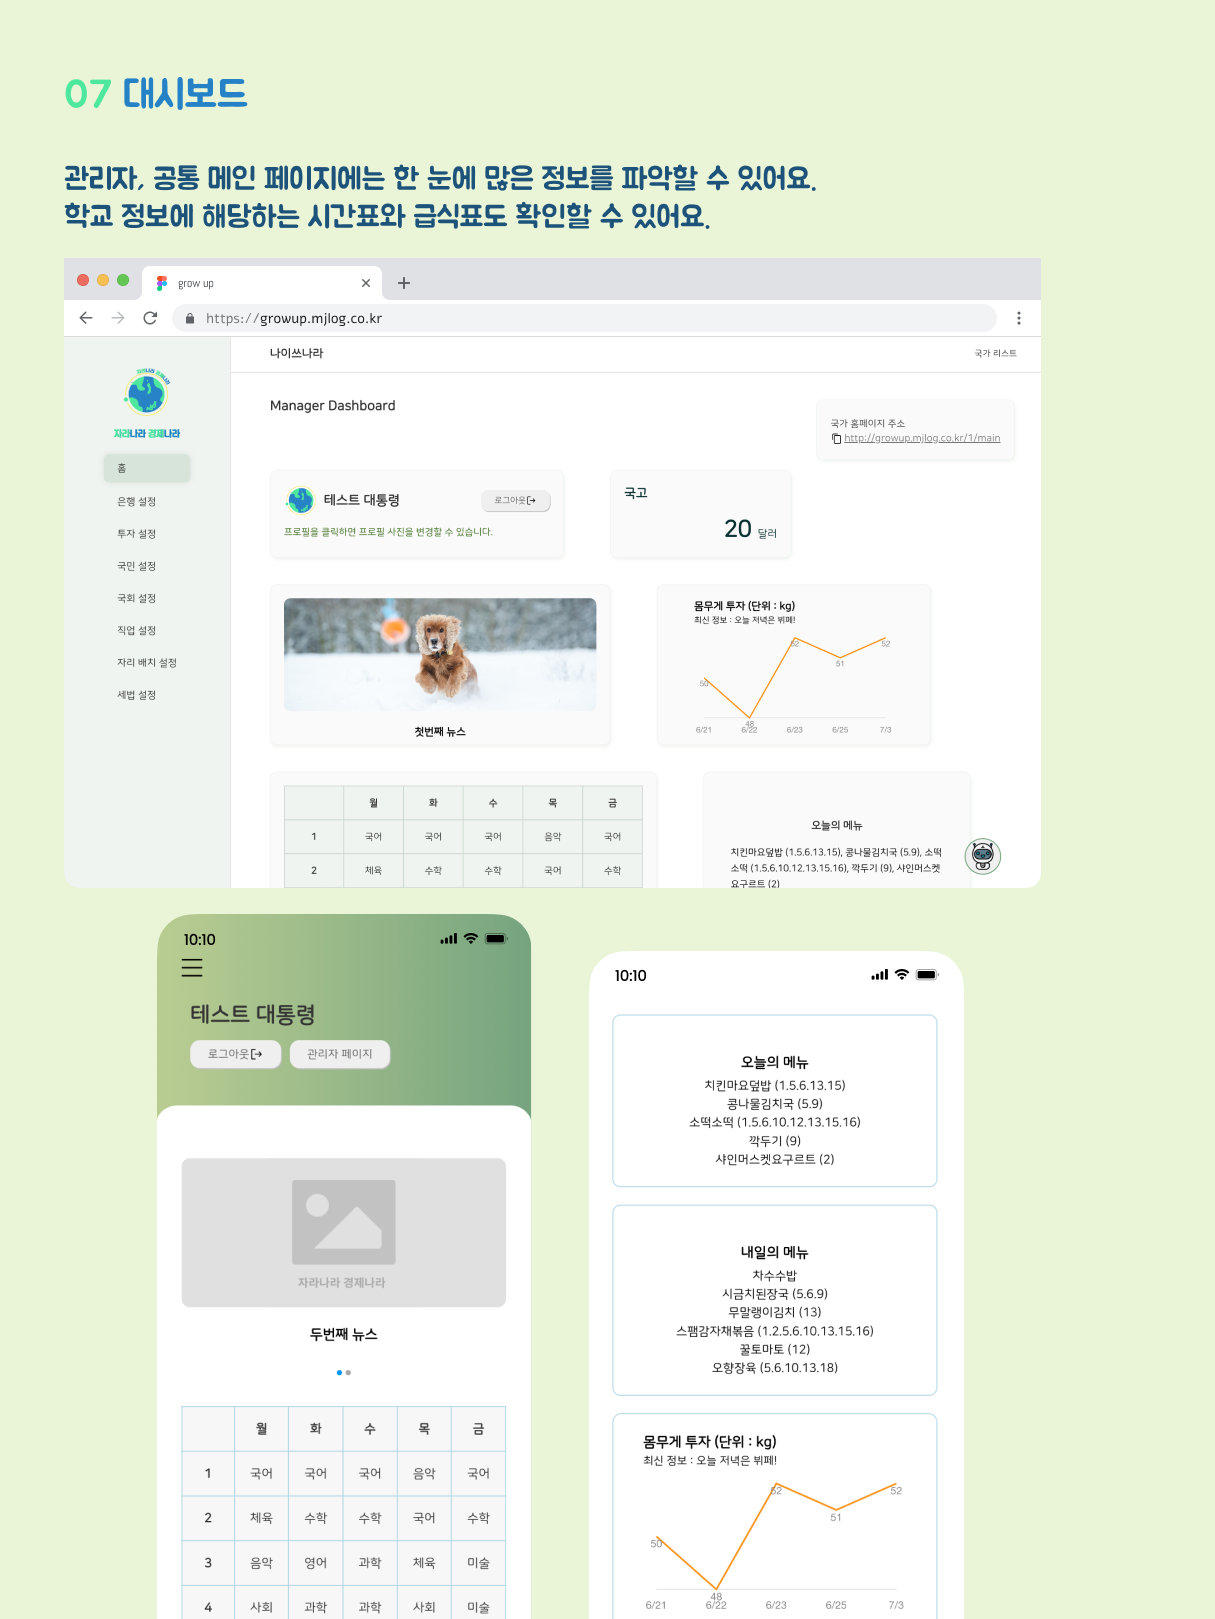 07 대시보드
관리자, 공통 메인 페이지에는 한 눈에 많은 정보를 파악할 수 있어요.
학교 정보에 해당하는 시간표와 급식표도 확인할 수 있어요.
grow up
https://growup.mjlog.co.kr
자라나라 경제나라
자라나라 경제나라
홈
은행 설정
투자 설정
국민 설정
국회 설정
직업 설정
자리 배치 설정
세법 설정
나이쓰나라
국가 리스트
Manager Dashboard
국가 홈페이지 주소
http://growup.mjlog.co.kr/1/main
테스트 대통령
로그아웃
프로필을 클릭하면 프로필 사진을 변경할 수 있습니다.
국고
20 달러
첫번째 뉴스
몸무게 투자 (단위 : kg)
최신 정보 : 오늘 저녁은 뷔페!
50 48 52 51 52
6/21 6/22 6/23 6/25 7/3
월 화 수 목 금
1 국어 국어 국어 음악 국어
2 체육 수학 수학 국어 수학
오늘의 메뉴
치킨마요덮밥 (1.5.6.13.15), 콩나물김치국 (5.9), 소떡
소떡 (1.5.6.10.12.13.15.16), 깍두기 (9), 샤인머스켓
요구르트 (2)
10:10
테스트 대통령
로그아웃
관리자 페이지
자라나라 경제나라
두번째 뉴스
월 화 수 목 금
1 국어 국어 국어 음악 국어
2 체육 수학 수학 국어 수학
3 음악 영어 과학 체육 미술
4 사회 과학 과학 사회 미술
10:10
오늘의 메뉴
치킨마요덮밥 (1.5.6.13.15)
콩나물김치국 (5.9)
소떡소떡 (1.5.6.10.12.13.15.16)
깍두기 (9)
샤인머스켓요구르트 (2)
내일의 메뉴
차수수밥
시금치된장국 (5.6.9)
무말랭이김치 (13)
스팸감자채볶음 (1.2.5.6.10.13.15.16)
꿀토마토 (12)
오향장육 (5.6.10.13.18)
몸무게 투자 (단위 : kg)
최신 정보 : 오늘 저녁은 뷔페!
50 48 52 51 52
6/21 6/22 6/23 6/25 7/3